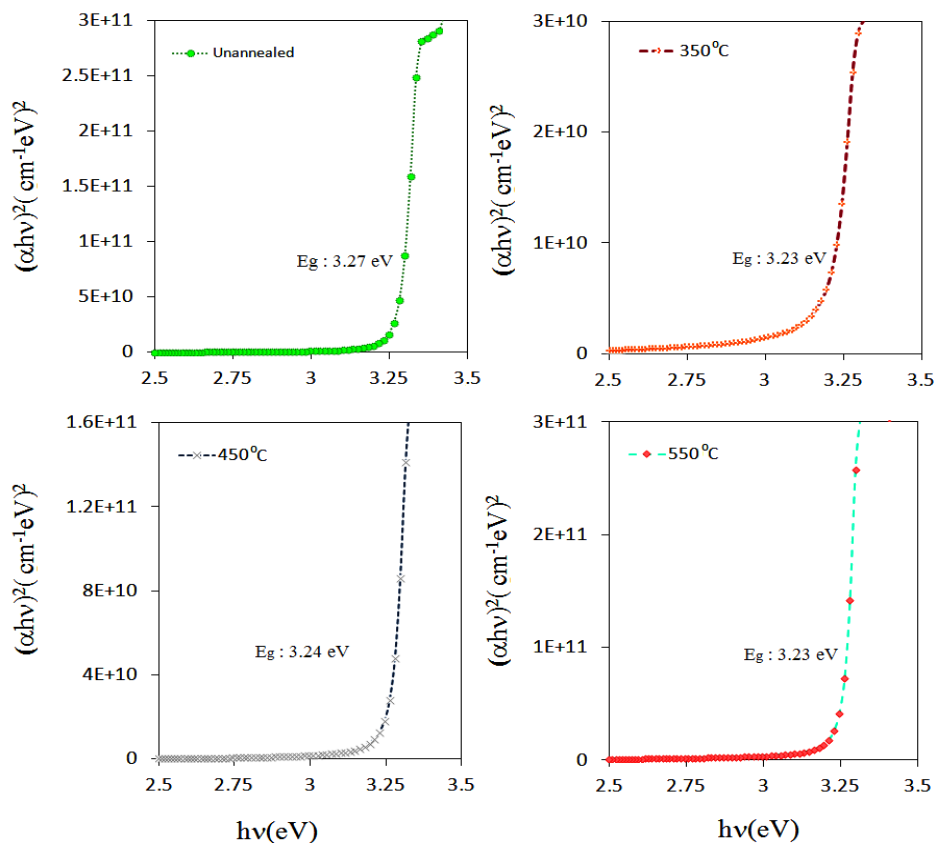 3E+11
2.5E+11
2E+11
1.5E+11
1E+11
5E+10
0
2.5
2.75
3
3.25
3.5
(αhν)²( cm⁻¹eV)²
Unannealed
Eg : 3.27 eV
3E+10
2E+10
1E+10
0
2.5
2.75
3
3.25
3.5
(αhν)²( cm⁻¹eV)²
350⁰C
Eg : 3.23 eV
1.6E+11
1.2E+11
8E+10
4E+10
0
2.5
3
3.25
3.5
(αhν)²( cm⁻¹eV)²
450⁰C
Eg : 3.24 eV
hν(eV)
3E+11
2E+11
1E+11
0
2.5
2.75
3
3.25
3.5
(αhν)²( cm⁻¹eV)²
550⁰C
Eg : 3.23 eV
hν(eV)